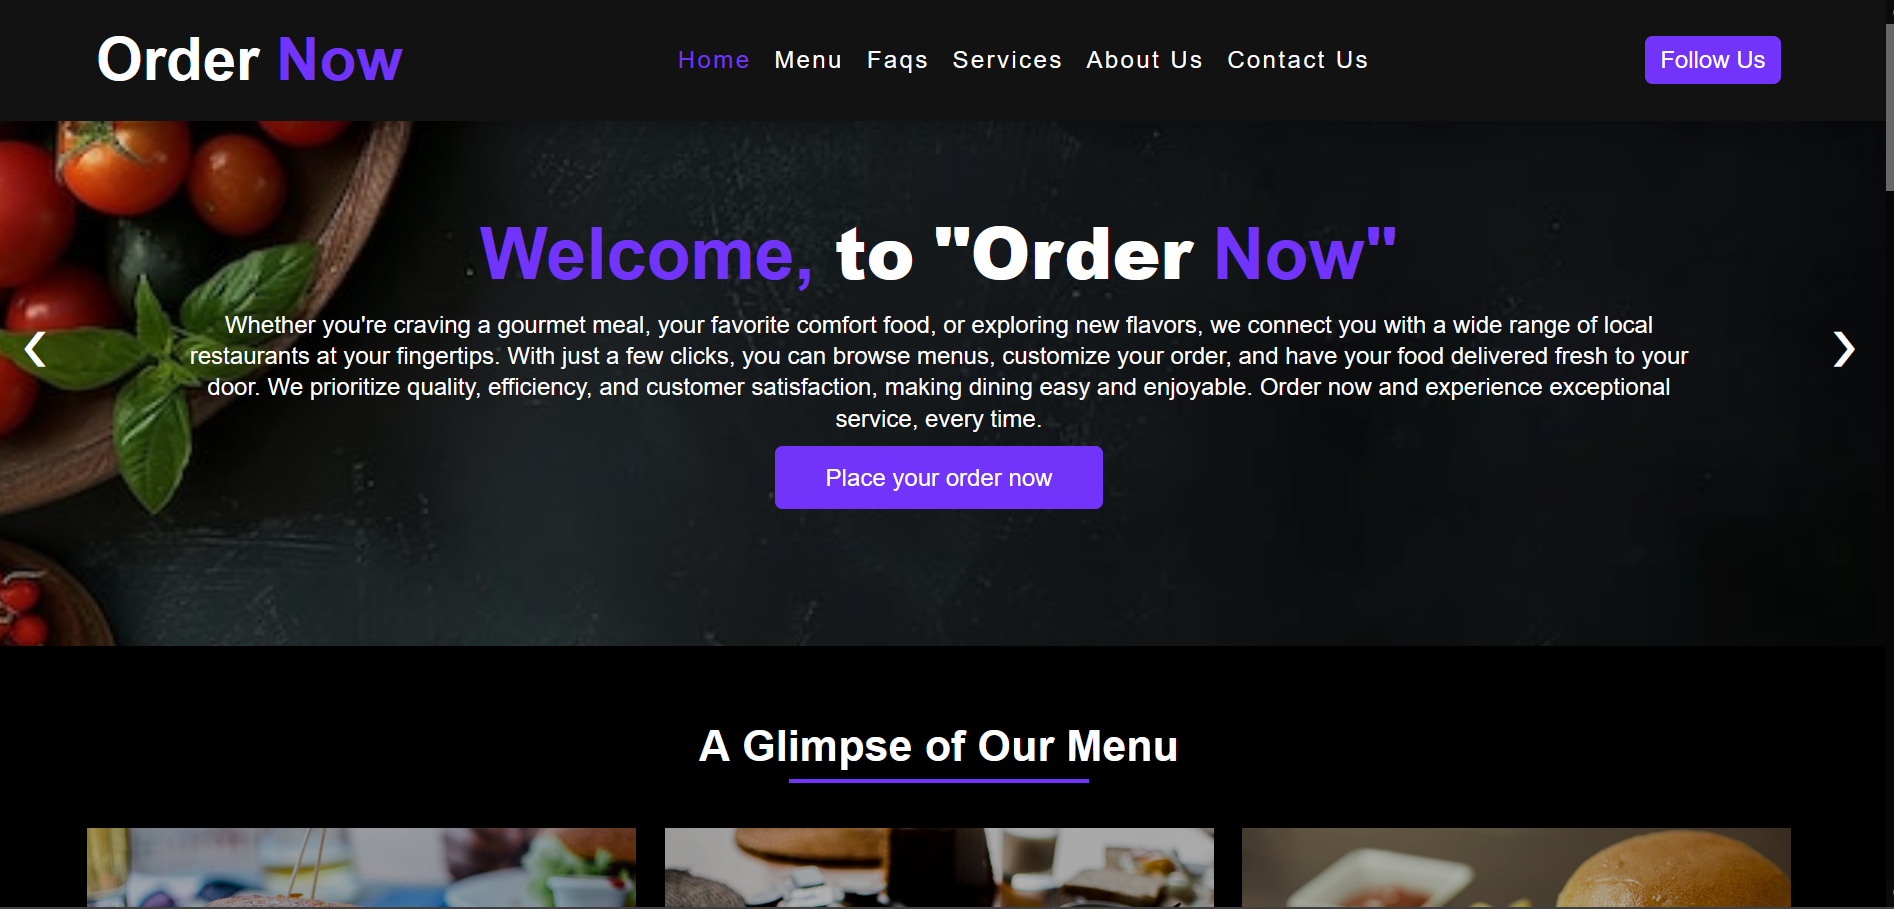 Order Now
Home Menu Faqs Services About Us Contact Us
Follow Us
Welcome, to "Order Now"
Whether you're craving a gourmet meal, your favorite comfort food, or exploring new flavors, we connect you with a wide range of local
restaurants at your fingertips. With just a few clicks, you can browse menus, customize your order, and have your food delivered fresh to your
door. We prioritize quality, efficiency, and customer satisfaction, making dining easy and enjoyable. Order now and experience exceptional
service, every time.
Place your order now
A Glimpse of Our Menu